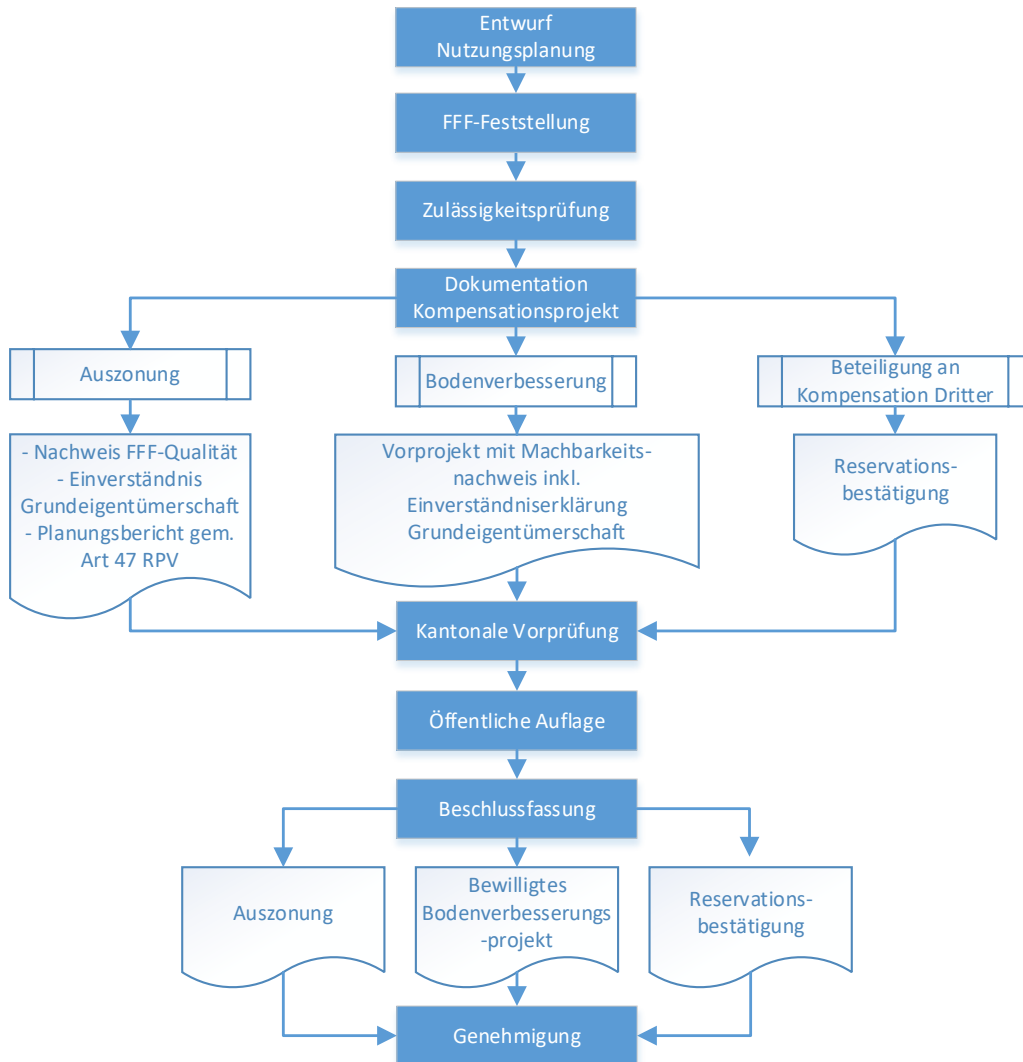 Entwurf
Nutzungsplanung
FFF-Feststellung
Zulässigkeitsprüfung
Dokumentation
Kompensationsprojekt
Auszonung
Bodenverbesserung
Beteiligung an
Kompensation Dritter
- Nachweis FFF-Qualität
- Einverständnis
Grundeigentümerschaft
- Planungsbericht gem.
Art 47 RPV
Vorprojekt mit Machbarkeits-
nachweis inkl.
Einverständniserklärung
Grundeigentümerschaft
Reservations-
bestätigung
Kantonale Vorprüfung
Öffentliche Auflage
Beschlussfassung
Auszonung
Bewilligtes
Bodenverbesserungs
-projekt
Reservations-
bestätigung
Genehmigung